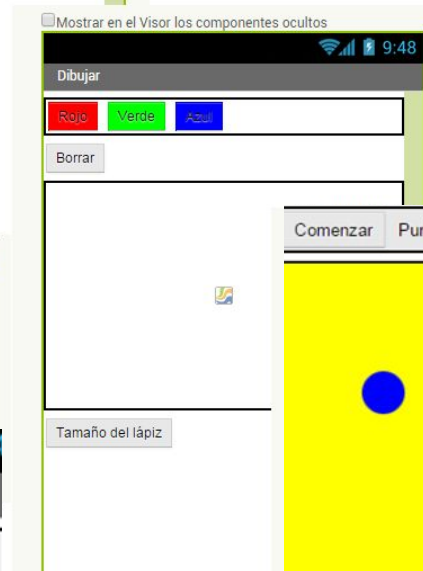 Mostrar en el Visor los componentes ocultos
9:48
Dibujar
Rojo Verde Azul
Borrar
Comenzar
Tamaño del lápiz